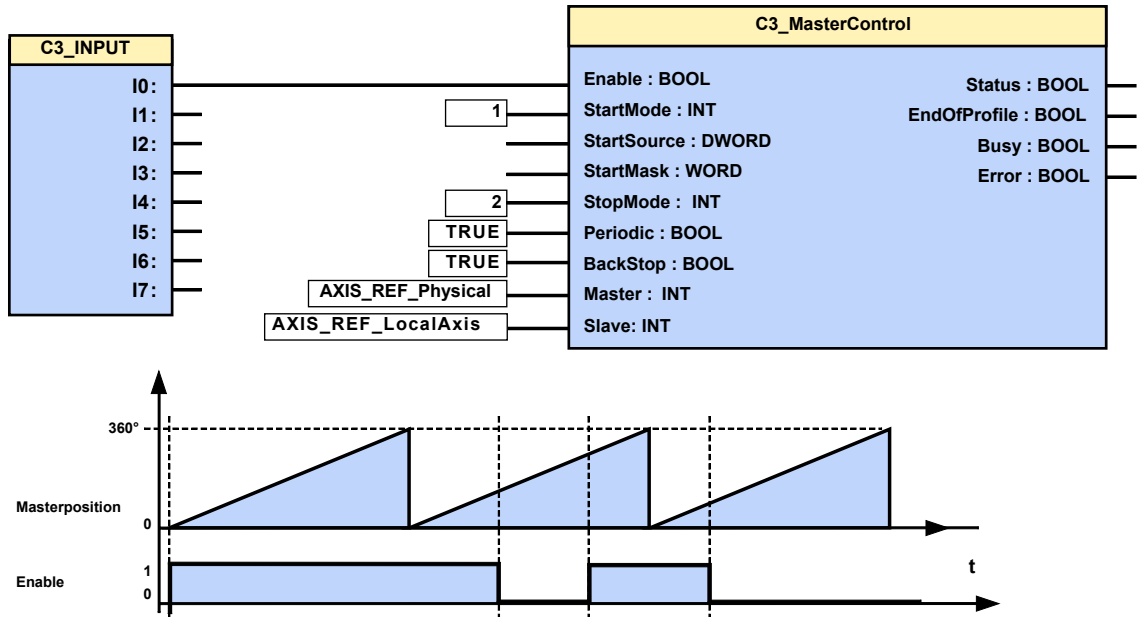 C3_MasterControl
C3_INPUT
I0:
I1:
I2:
I3:
I4:
I5:
I6:
I7:
1
2
TRUE
TRUE
AXIS_REF_Physical
AXIS_REF_LocalAxis
Enable : BOOL
StartMode : INT
StartSource : DWORD
StartMask : WORD
StopMode : INT
Periodic : BOOL
BackStop : BOOL
Master : INT
Slave: INT
Status : BOOL
EndOfProfile : BOOL
Busy : BOOL
Error : BOOL
360°
Masterposition
0
t
Enable
1
0